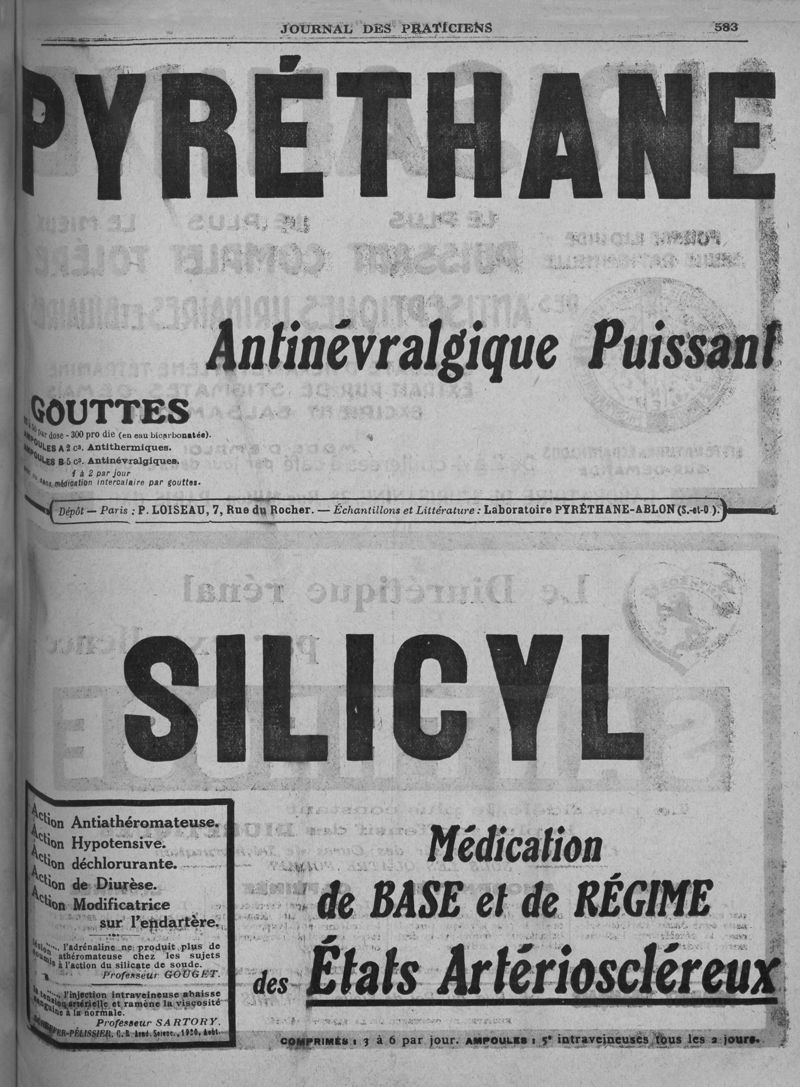 JOURNAL DES PRATICIENS 583
PYRÉTHANE
Antinévralgique Puissant
GOUTTES
par dose - 300 pro die (en eau bicarbonatée).
AMPOULES A 2 c³. Antithermiques.
AMPOULES B 5 c³. Antinévralgiques.
1 à 2 par jour
médication intercalaire par gouttes.
Dépôt — Paris : P. LOISEAU, 7, Rue du Rocher. — Échantillons et Littérature : Laboratoire PYRÉTHANE-ABLON (S.-et-O).
SILICYL
Action Antiathéromateuse.
Action Hypotensive.
Action déchlorurante.
Action de Diurèse.
Action Modificatrice
sur l'endartère.
l'adrénaline ne produit plus de
athéromateuse chez les sujets
à l'action du silicate de soude.
Professeur GOUGET.
l'injection intraveineuse abaisse
artérielle et ramène la viscosité
à la normale.
Professeur SARTORY.
Médication
de BASE et de RÉGIME
des États Artérioscléreux
COMPRIMÉS : 3 à 6 par jour. AMPOULES : 5ᶜ intraveineuses tous les 2 jours.